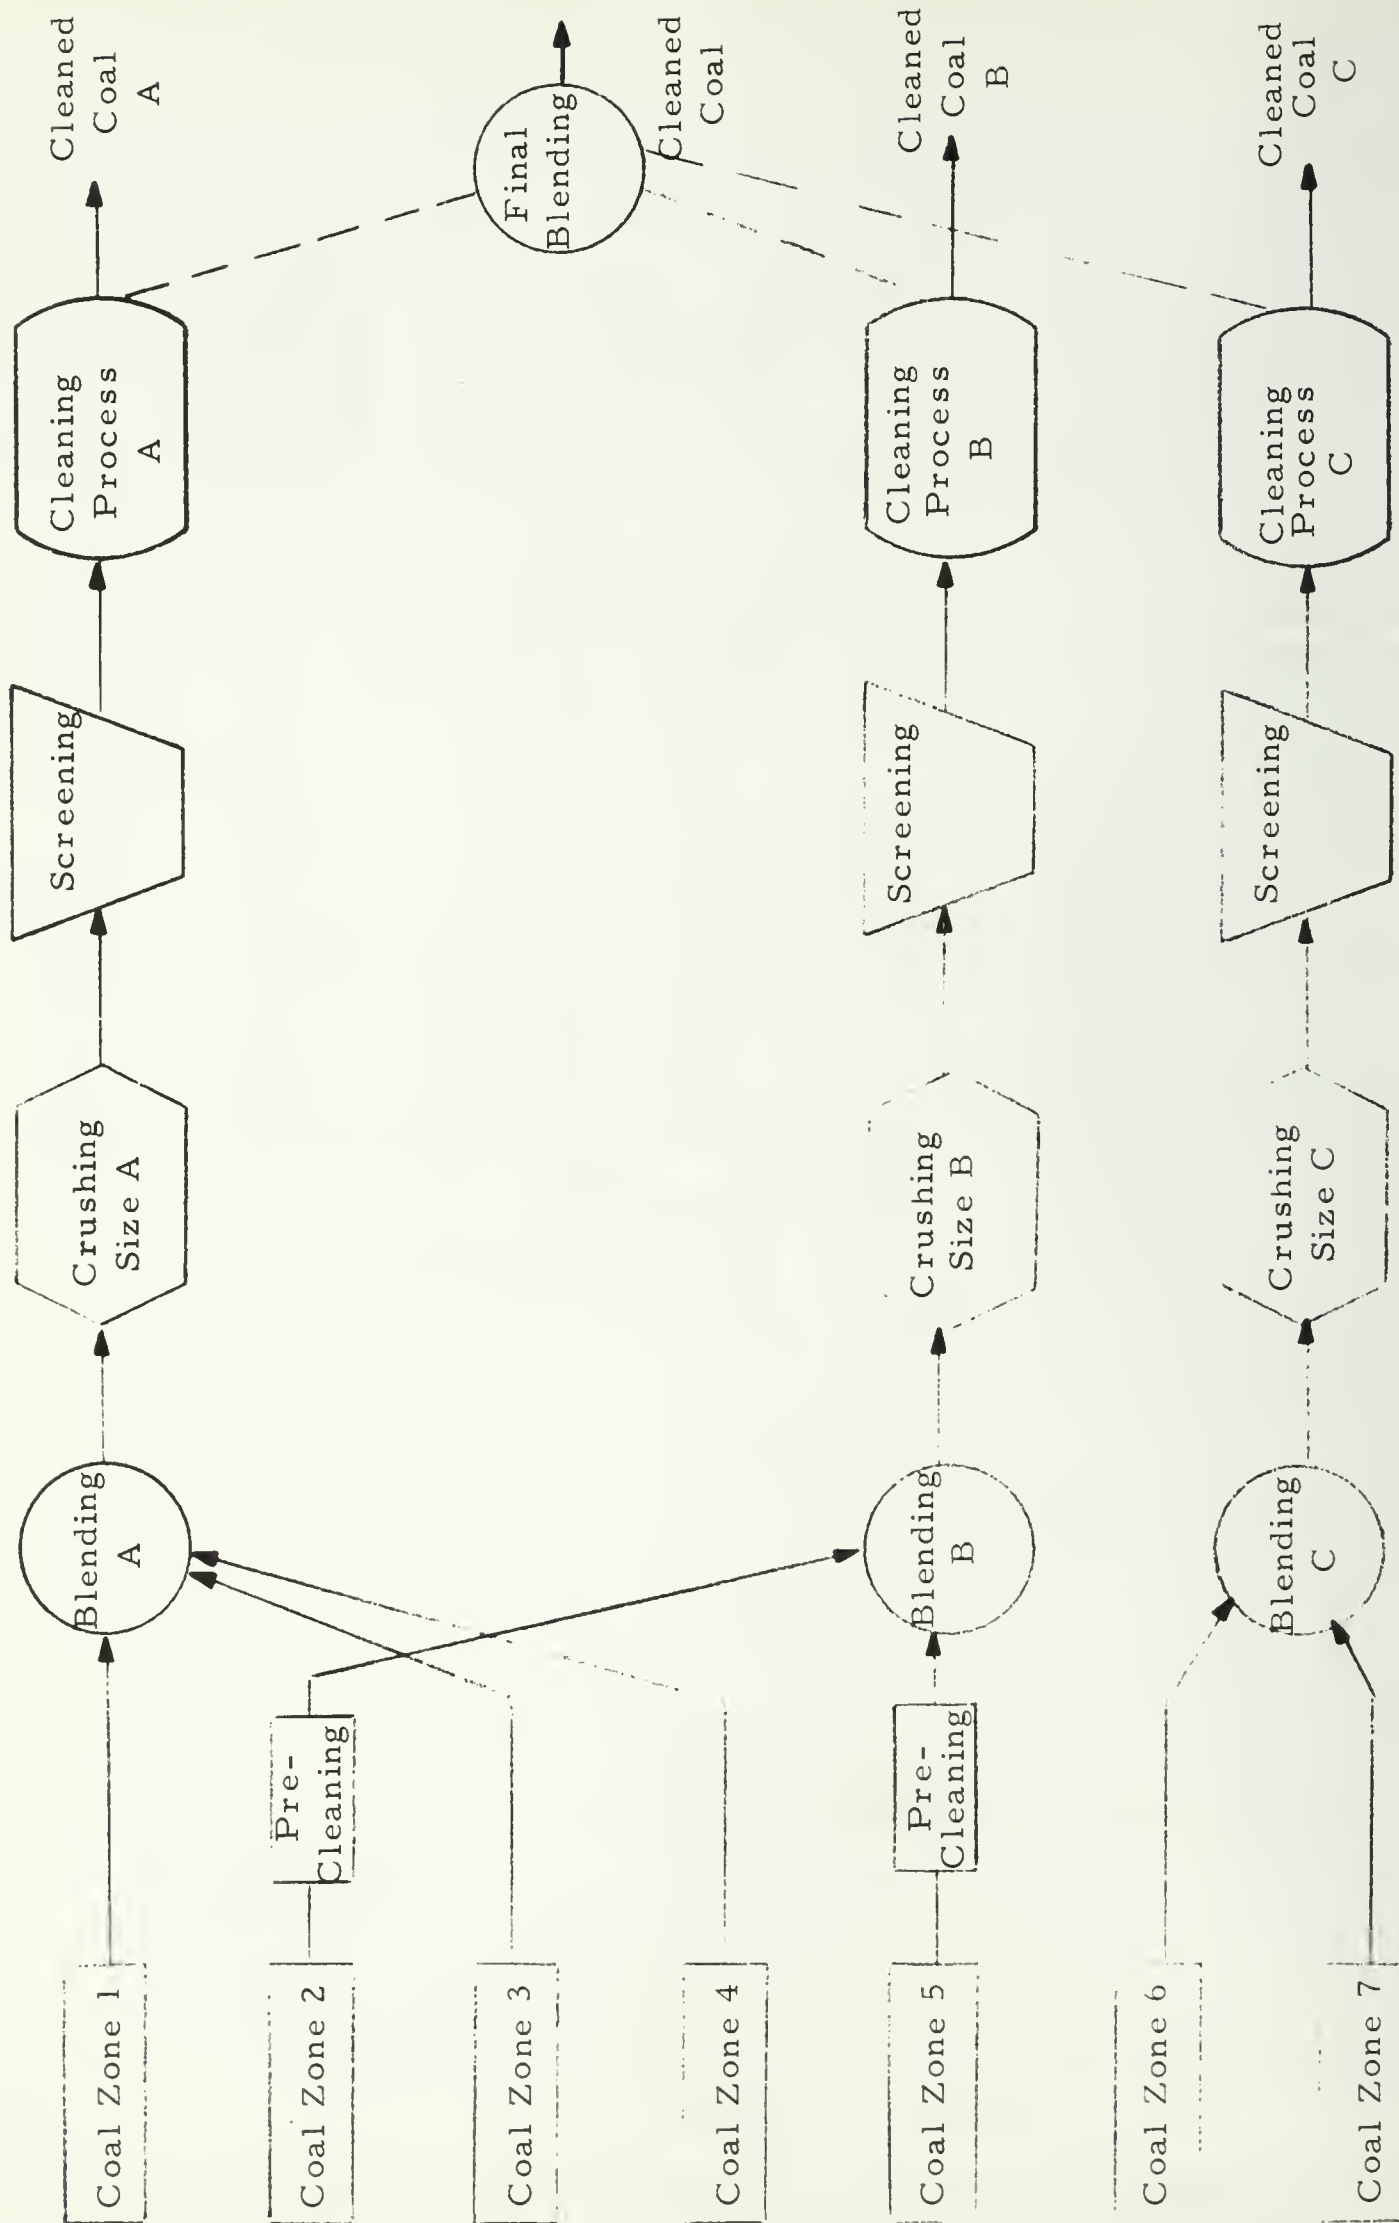 Coal Zone 1
Coal Zone 2
Coal Zone 3
Coal Zone 4
Coal Zone 5
Coal Zone 6
Coal Zone 7
Pre-
Cleaning
Pre-
Cleaning
Blending
A
Blending
B
Blending
C
Crushing
Size A
Crushing
Size B
Crushing
Size C
Screening
Screening
Screening
Cleaning
Process
A
Cleaning
Process
B
Cleaning
Process
C
Final
Blending
Cleaned
Coal
A
Cleaned
Coal
Cleaned
Coal
B
Cleaned
Coal
C